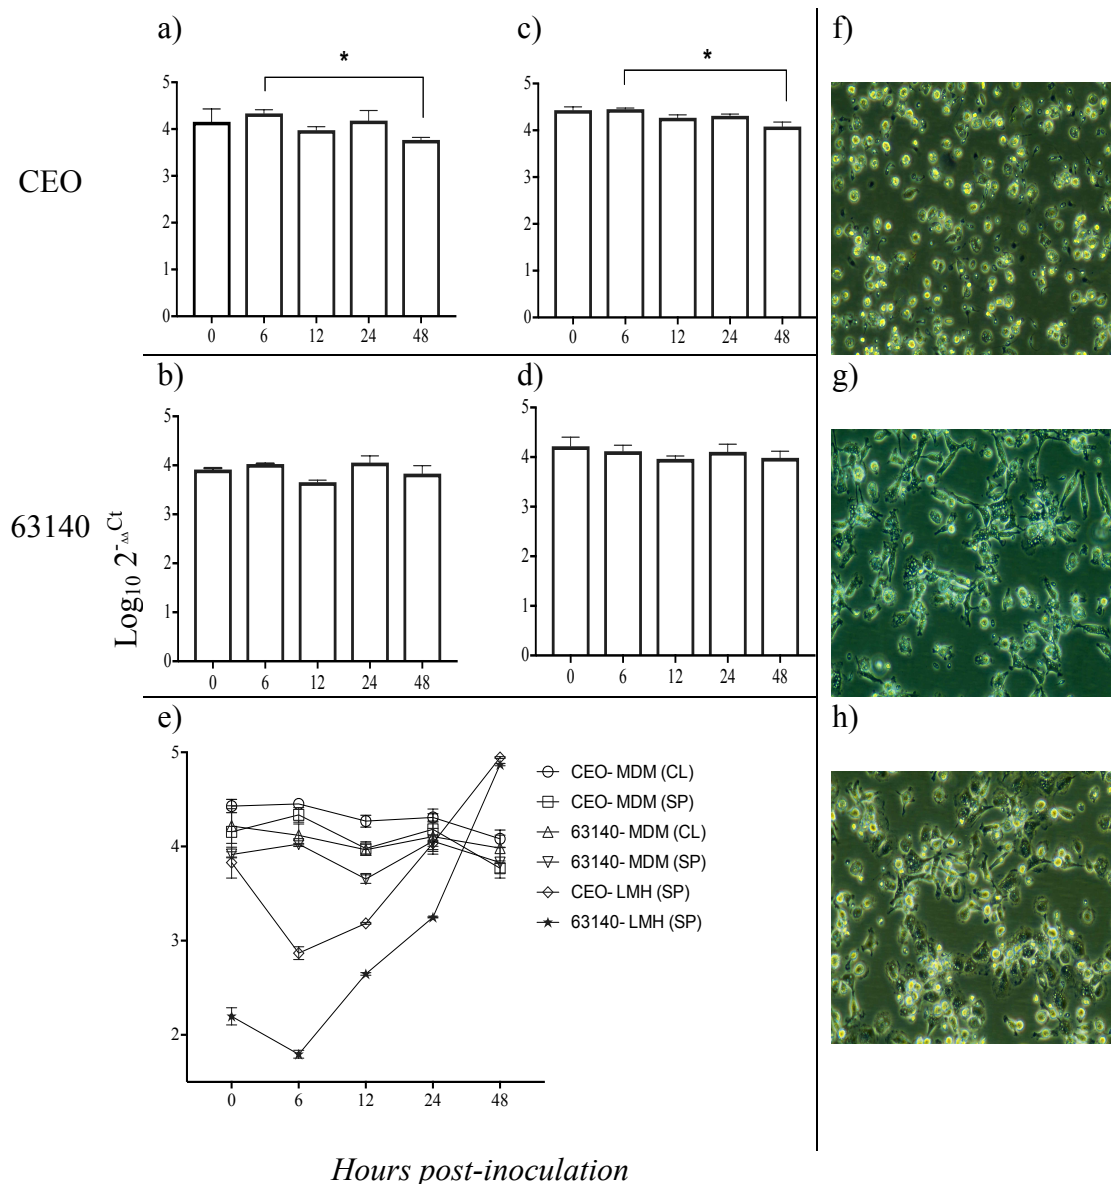 a)
c)
f)
*
*
5
4
3
2
1
0
0 6 12 24 48
5
4
3
2
1
0
0 6 12 24 48
CEO
b)
d)
g)
5
4
3
2
1
0
0 6 12 24 48
5
4
3
2
1
0
0 6 12 24 48
63140
Log10 2-ΔΔCt
e)
h)
5
4
3
2
0 6 12 24 48
CEO- MDM (CL)
CEO- MDM (SP)
63140- MDM (CL)
63140- MDM (SP)
CEO- LMH (SP)
63140- LMH (SP)
Hours post-inoculation